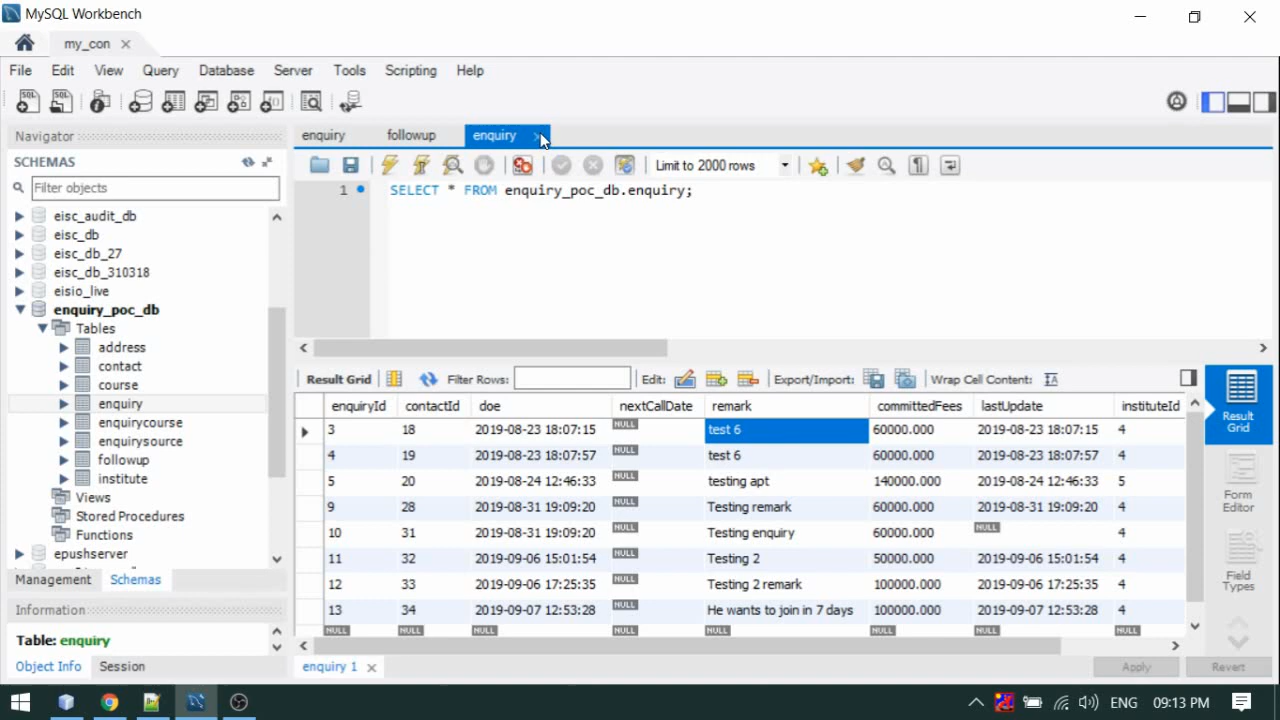 MySQL Workbench
my_con
File Edit View Query Database Server Tools Scripting Help
Navigator
SCHEMAS
Filter objects
eisc_audit_db
eisc_db
eisc_db_27
eisc_db_310318
eisio_live
enquiry_poc_db
Tables
address
contact
course
enquiry
enquirycourse
enquirysource
followup
institute
Views
Stored Procedures
Functions
epushserver
Management Schemas
Information
Table: enquiry
Object Info Session
enquiry followup enquiry
Limit to 2000 rows
1 SELECT * FROM enquiry_poc_db.enquiry;
Result Grid Filter Rows: Edit: Export/Import: Wrap Cell Content:
enquiryId contactId doe nextCallDate remark committedFees lastUpdate instituteId
3 18 2019-08-23 18:07:15 NULL test 6 60000.000 2019-08-23 18:07:15 4
4 19 2019-08-23 18:07:57 NULL test 6 60000.000 2019-08-23 18:07:57 4
5 20 2019-08-24 12:46:33 NULL testing apt 140000.000 2019-08-24 12:46:33 5
9 28 2019-08-31 19:09:20 NULL Testing remark 60000.000 2019-08-31 19:09:20 4
10 31 2019-08-31 19:09:20 NULL Testing enquiry 60000.000 NULL 4
11 32 2019-09-06 15:01:54 NULL Testing 2 50000.000 2019-09-06 15:01:54 4
12 33 2019-09-06 17:25:35 NULL Testing 2 remark 100000.000 2019-09-06 17:25:35 4
13 34 2019-09-07 12:53:28 NULL He wants to join in 7 days 100000.000 2019-09-07 12:53:28 4
NULL NULL NULL NULL NULL NULL NULL NULL
Result
Grid
Form
Editor
Field
Types
enquiry 1
Apply Revert
SQL SQL
ENG 09:13 PM